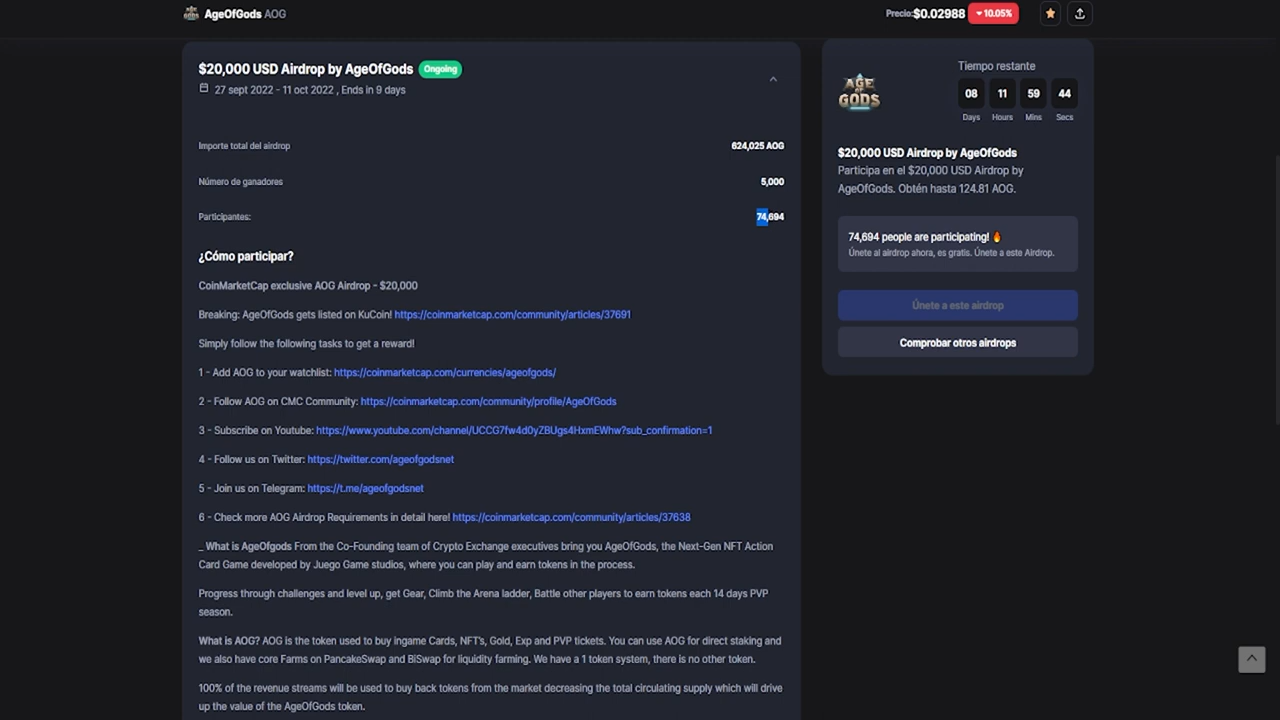 AgeOfGods AOG
Precio:$0.02988 10.05%
$20,000 USD Airdrop by AgeOfGods Ongoing
27 sept 2022 - 11 oct 2022 , Ends in 9 days
Importe total del airdrop 624,025 AOG
Número de ganadores 5,000
Participantes: 74,694
¿Cómo participar?
CoinMarketCap exclusive AOG Airdrop - $20,000
Breaking: AgeOfGods gets listed on KuCoin! https://coinmarketcap.com/community/articles/37691
Simply follow the following tasks to get a reward!
1 - Add AOG to your watchlist: https://coinmarketcap.com/currencies/ageofgods/
2 - Follow AOG on CMC Community: https://coinmarketcap.com/community/profile/AgeOfGods
3 - Subscribe on Youtube: https://www.youtube.com/channel/UCCG7fw4d0yZBUgs4HxmEWhw?sub_confirmation=1
4 - Follow us on Twitter: https://twitter.com/ageofgodsnet
5 - Join us on Telegram: https://t.me/ageofgodsnet
6 - Check more AOG Airdrop Requirements in detail here! https://coinmarketcap.com/community/articles/37638
_ What is AgeOfgods From the Co-Founding team of Crypto Exchange executives bring you AgeOfGods, the Next-Gen NFT Action
Card Game developed by Juego Game studios, where you can play and earn tokens in the process.
Progress through challenges and level up, get Gear, Climb the Arena ladder, Battle other players to earn tokens each 14 days PVP
season.
What is AOG? AOG is the token used to buy ingame Cards, NFT's, Gold, Exp and PVP tickets. You can use AOG for direct staking and
we also have core Farms on PancakeSwap and BiSwap for liquidity farming. We have a 1 token system, there is no other token.
100% of the revenue streams will be used to buy back tokens from the market decreasing the total circulating supply which will drive
up the value of the AgeOfGods token.
AGE
OF
GODS
Tiempo restante
08 11 59 44
Days Hours Mins Secs
$20,000 USD Airdrop by AgeOfGods
Participa en el $20,000 USD Airdrop by
AgeOfGods. Obtén hasta 124.81 AOG.
74,694 people are participating! 🔥
Únete al airdrop ahora, es gratis. Únete a este Airdrop.
Únete a este airdrop
Comprobar otros airdrops